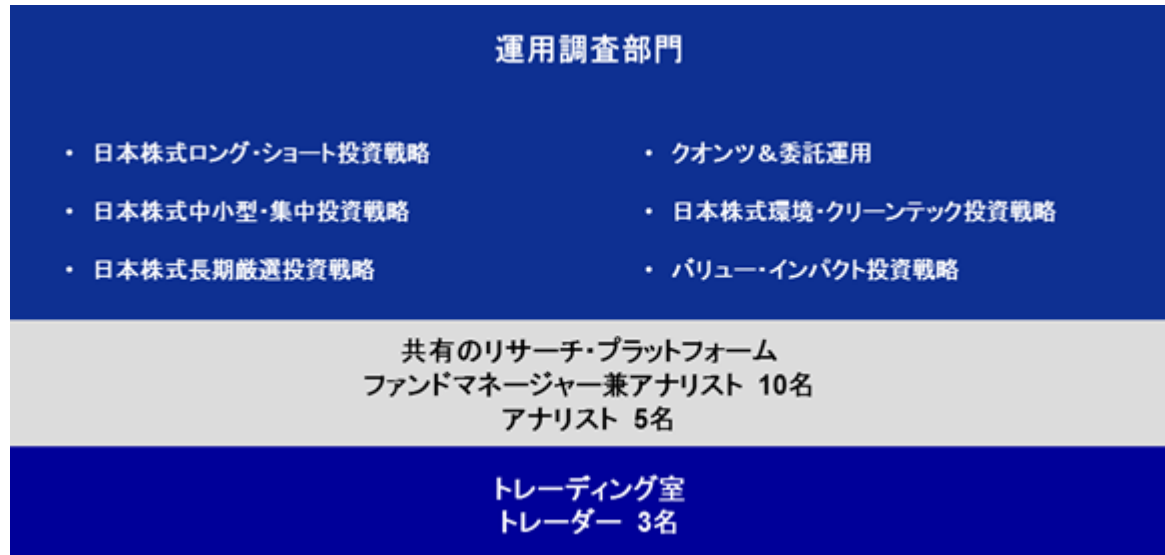 運用調査部門
・ 日本株式ロング・ショート投資戦略
・ 日本株式中小型・集中投資戦略
・ 日本株式長期厳選投資戦略
・ クオンツ＆委託運用
・ 日本株式環境・クリーンテック投資戦略
・ バリュー・インパクト投資戦略
共有のリサーチ・プラットフォーム
ファンドマネージャー兼アナリスト 10名
アナリスト 5名
トレーディング室
トレーダー 3名